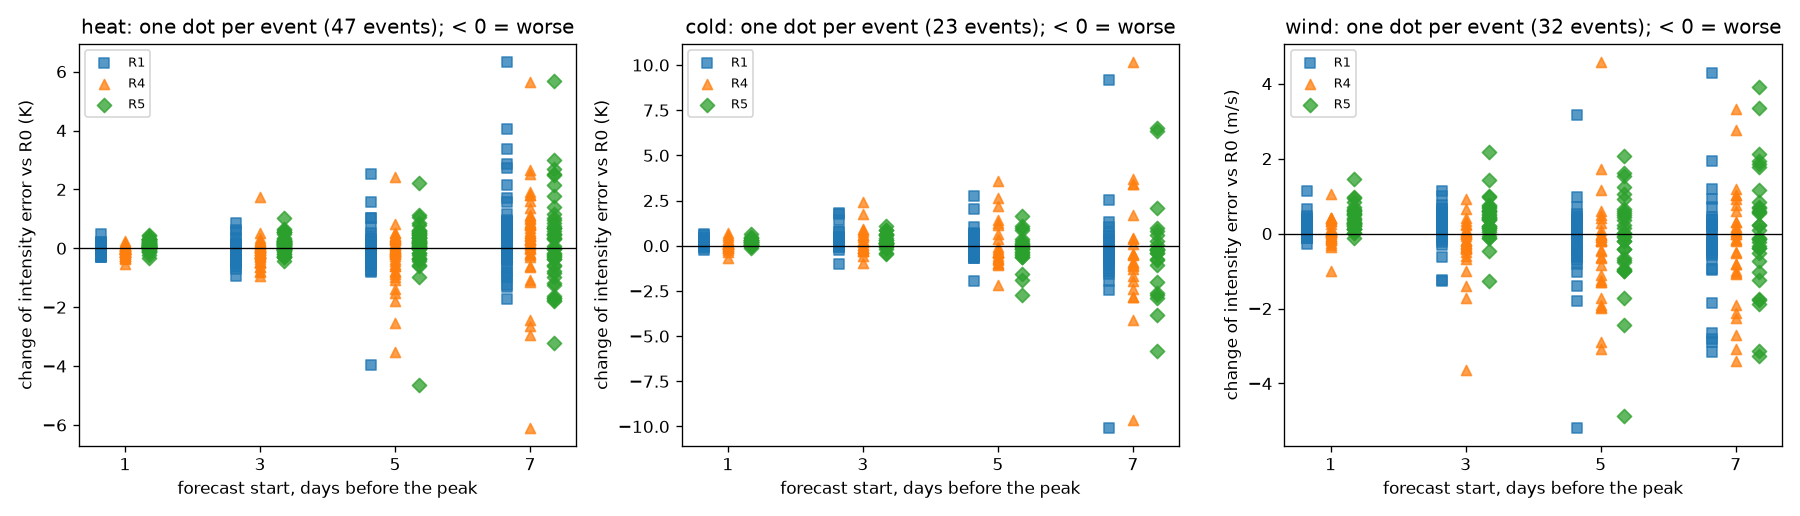 heat: one dot per event (47 events); < 0 = worse
change of intensity error vs R0 (K)
6
4
2
0
−2
−4
−6
R1
R4
R5
1 3 5 7
forecast start, days before the peak
cold: one dot per event (23 events); < 0 = worse
change of intensity error vs R0 (K)
10.0
7.5
5.0
2.5
0.0
−2.5
−5.0
−7.5
−10.0
R1
R4
R5
1 3 5 7
forecast start, days before the peak
wind: one dot per event (32 events); < 0 = worse
change of intensity error vs R0 (m/s)
4
2
0
−2
−4
R1
R4
R5
1 3 5 7
forecast start, days before the peak